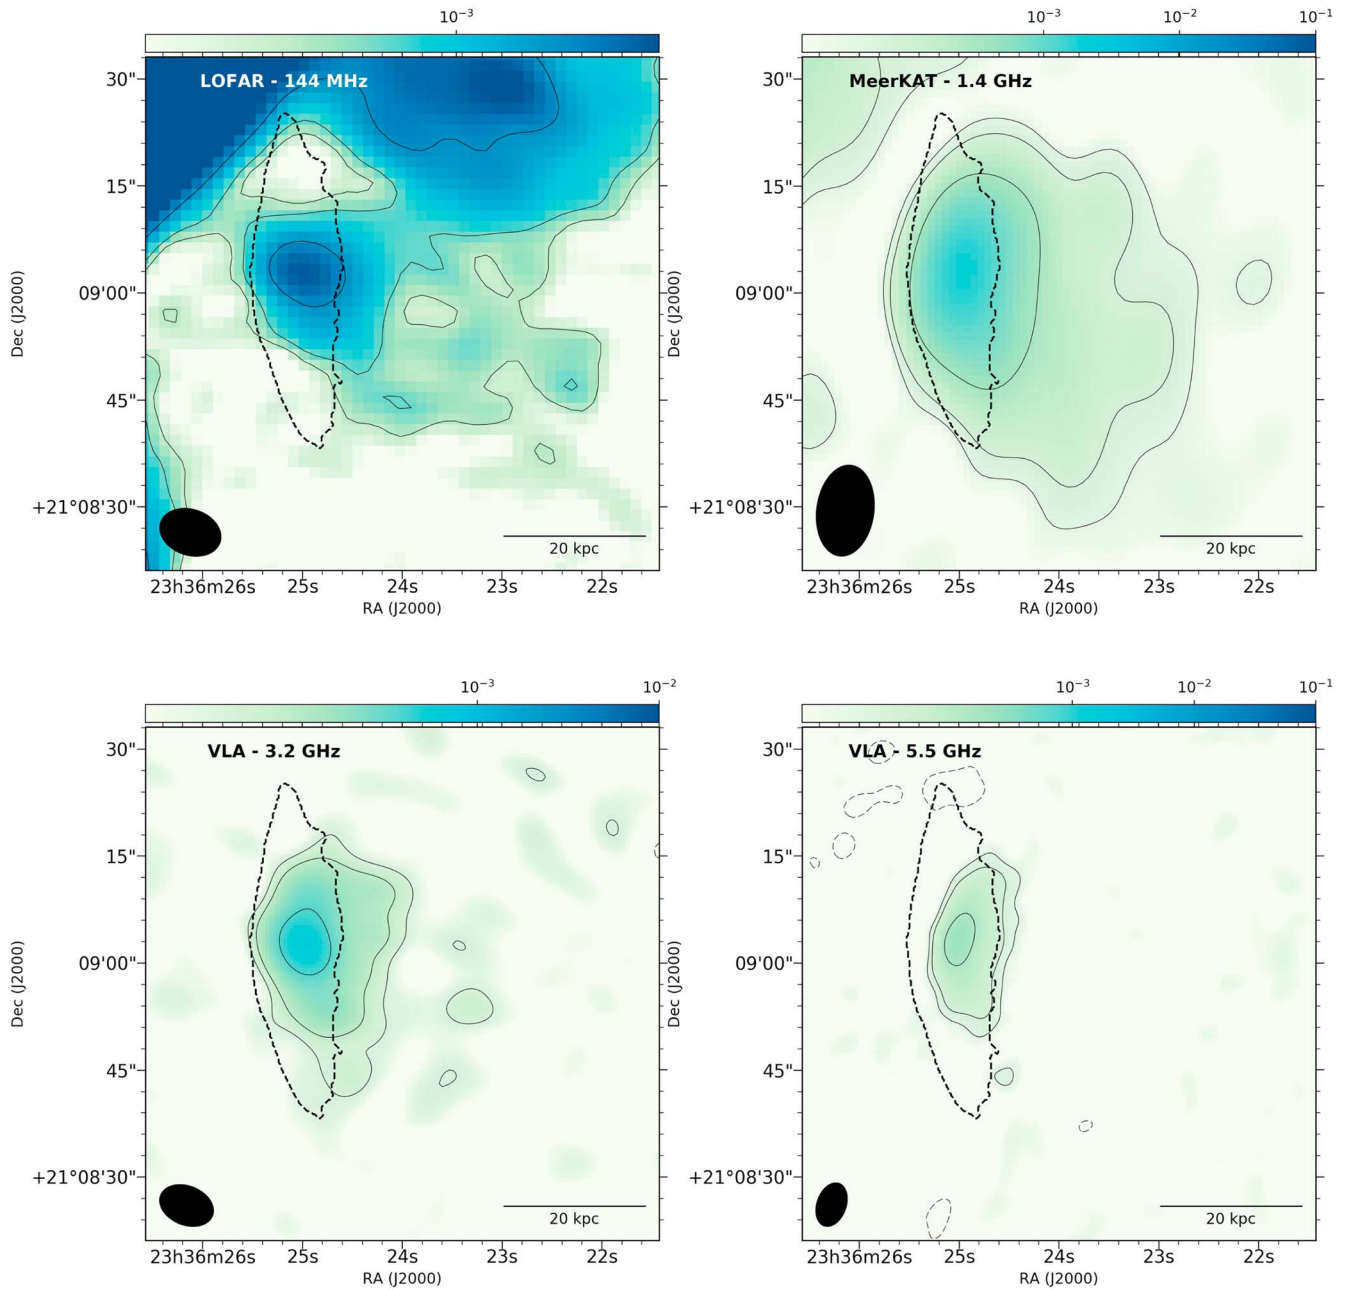 10⁻³
LOFAR - 144 MHz
30"
15"
09'00"
45"
+21°08'30"
Dec (J2000)
20 kpc
23h36m26s 25s 24s 23s 22s
RA (J2000)
10⁻³ 10⁻² 10⁻¹
MeerKAT - 1.4 GHz
30"
15"
09'00"
45"
+21°08'30"
Dec (J2000)
20 kpc
23h36m26s 25s 24s 23s 22s
RA (J2000)
10⁻³ 10⁻²
VLA - 3.2 GHz
30"
15"
09'00"
45"
+21°08'30"
Dec (J2000)
20 kpc
23h36m26s 25s 24s 23s 22s
RA (J2000)
10⁻³ 10⁻² 10⁻¹
VLA - 5.5 GHz
30"
15"
09'00"
45"
+21°08'30"
Dec (J2000)
20 kpc
23h36m26s 25s 24s 23s 22s
RA (J2000)